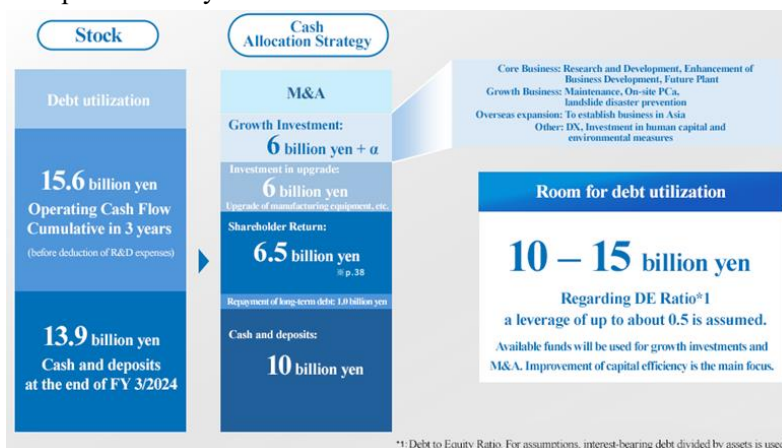 Stock
Cash
Allocation Strategy
Debt utilization
15.6 billion yen
Operating Cash Flow
Cumulative in 3 years
(before deduction of R&D expenses)
13.9 billion yen
Cash and deposits
at the end of FY 3/2024
M&A
Growth Investment:
6 billion yen + α
Investment in upgrade:
6 billion yen
Upgrade of manufacturing equipment, etc.
Shareholder Return:
6.5 billion yen
※p.38
Repayment of long-term debt: 1.0 billion yen
Cash and deposits:
10 billion yen
Core Business: Research and Development, Enhancement of
Business Development, Future Plant
Growth Business: Maintenance, On-site PCa,
landslide disaster prevention
Overseas expansion: To establish business in Asia
Other: DX, Investment in human capital and
environmental measures
Room for debt utilization
10 – 15 billion yen
Regarding DE Ratio*1
a leverage of up to about 0.5 is assumed.
Available funds will be used for growth investments and
M&A. Improvement of capital efficiency is the main focus.
*1: Debt to Equity Ratio. For assumptions, interest-bearing debt divided by assets is used